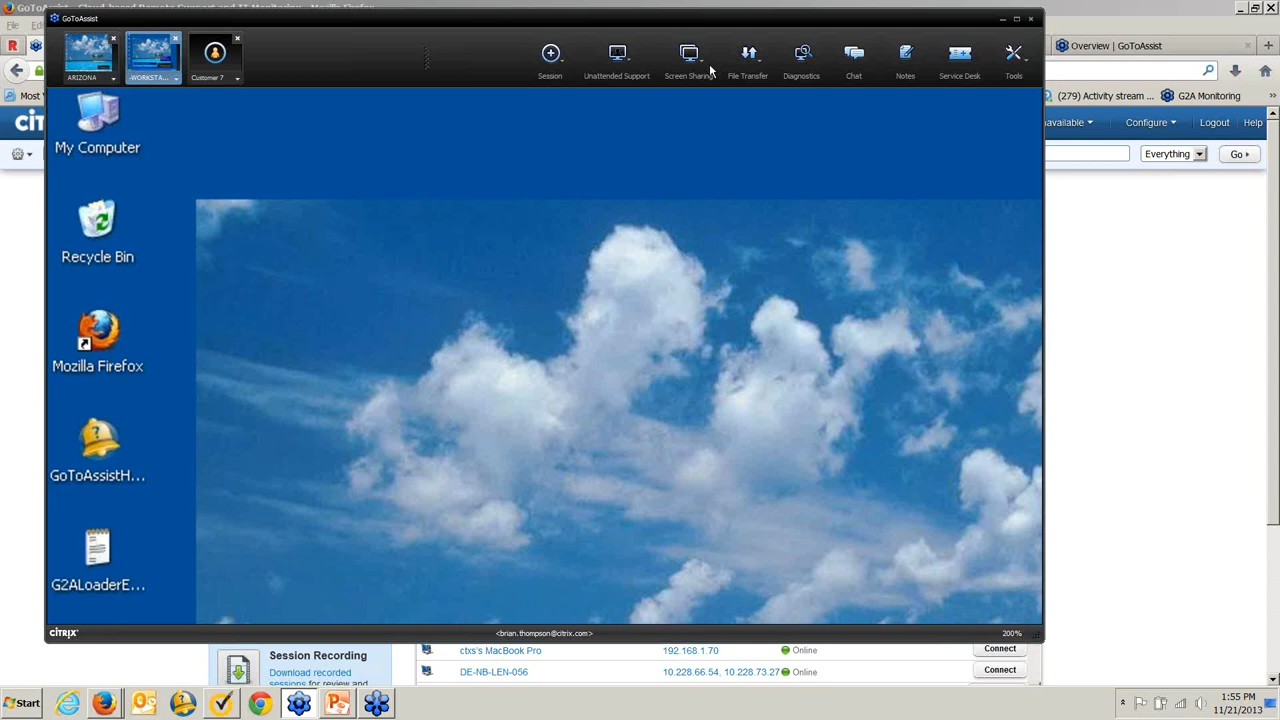 GoToAssist
ARIZONA
-WORKSTA...
Customer 7
Session
Unattended Support
Screen Sharing
File Transfer
Diagnostics
Chat
Notes
Service Desk
Tools
Overview | GoToAssist
Most V
(279) Activity stream ...
G2A Monitoring
Configure
Logout
Help
Everything
Go
My Computer
Recycle Bin
Mozilla Firefox
GoToAssistH...
G2ALoaderE...
CITRIX
<brian.thompson@citrix.com>
200%
Session Recording
Download recorded
sessions for review and
ctxs's MacBook Pro
192.168.1.70
Online
Connect
DE-NB-LEN-056
10.228.66.54, 10.228.73.27
Online
Connect
Start
1:55 PM
11/21/2013